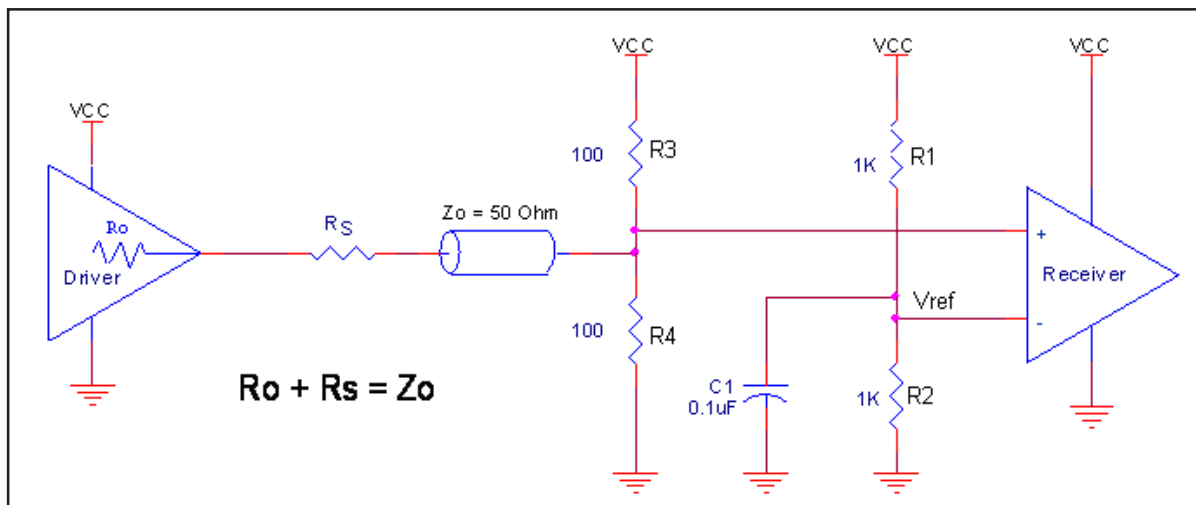 VCC
VCC
VCC
VCC
100
R3
1K
R1
Ro
Driver
RS
Zo = 50 Ohm
+
Receiver
Vref
-
100
R4
C1
0.1uF
1K
R2
Ro + Rs = Zo